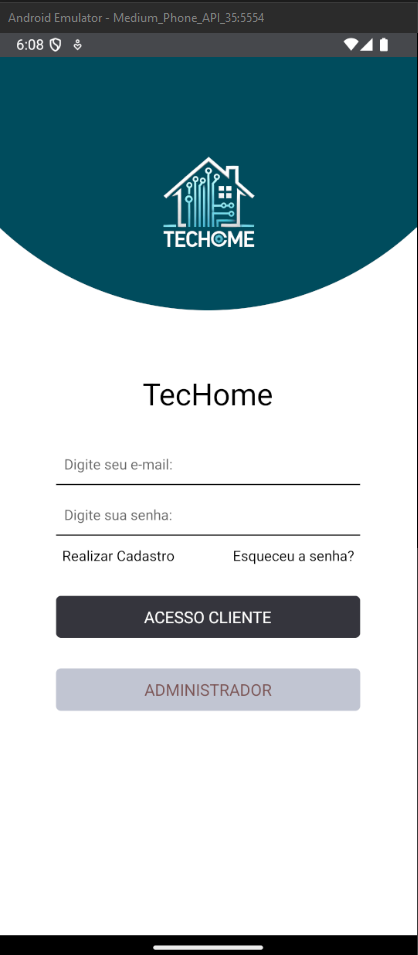 Android Emulator - Medium_Phone_API_35:5554
6:08
TECHOME
TecHome
Digite seu e-mail:
Digite sua senha:
Realizar Cadastro Esqueceu a senha?
ACESSO CLIENTE
ADMINISTRADOR